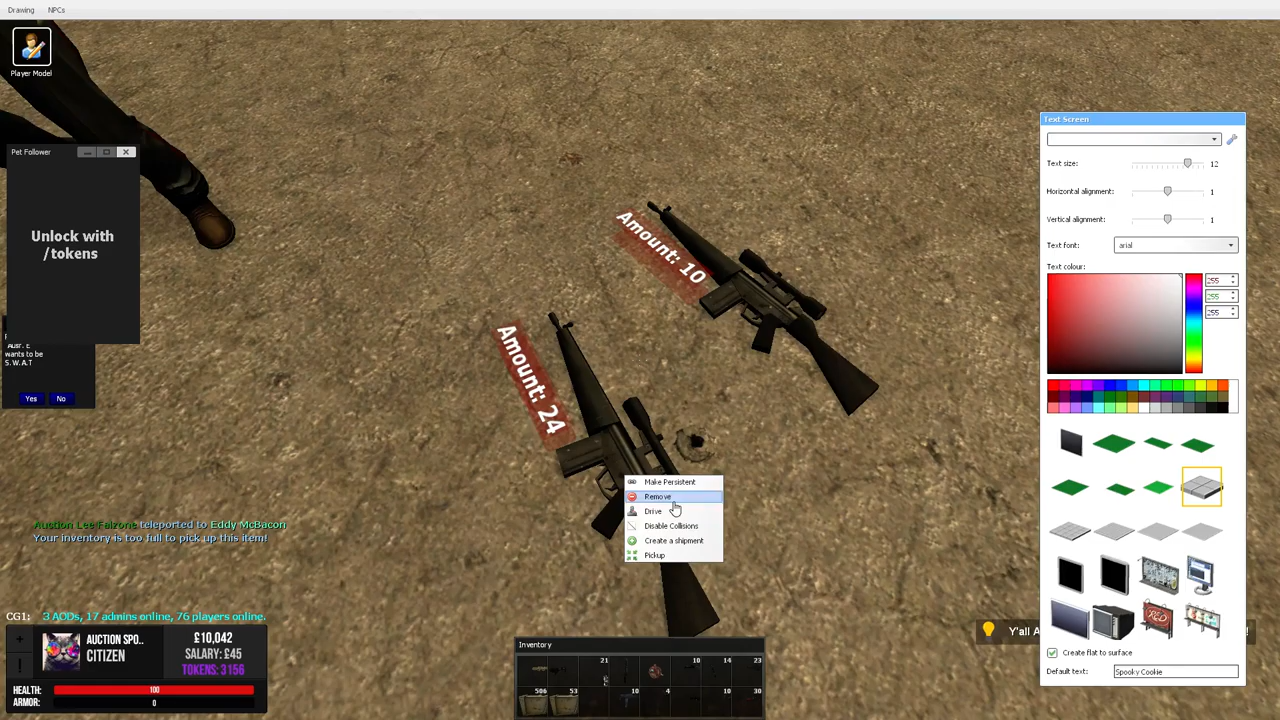 Drawing NPCs
Player Model
Pet Follower
Unlock with
/tokens
wants to be
S.W.A.T
Yes No
Amount: 10
Amount: 24
Make Persistent
Remove
Drive
Disable Collisions
Create a shipment
Pickup
Auction Lee Falzone teleported to Eddy McBacon
Your inventory is too full to pick up this item!
CG1: 3 AODs, 17 admins online, 76 players online.
AUCTION SPO..
CITIZEN
£10,042
SALARY: £45
TOKENS: 3156
HEALTH: 100
ARMOR: 0
Inventory
21 10 14 23
506 53 10 4 10 30
Y'all A
Text Screen
Text size: 12
Horizontal alignment: 1
Vertical alignment: 1
Text font: arial
Text colour:
255
255
255
RED
Create flat to surface
Default text: Spooky Cookie